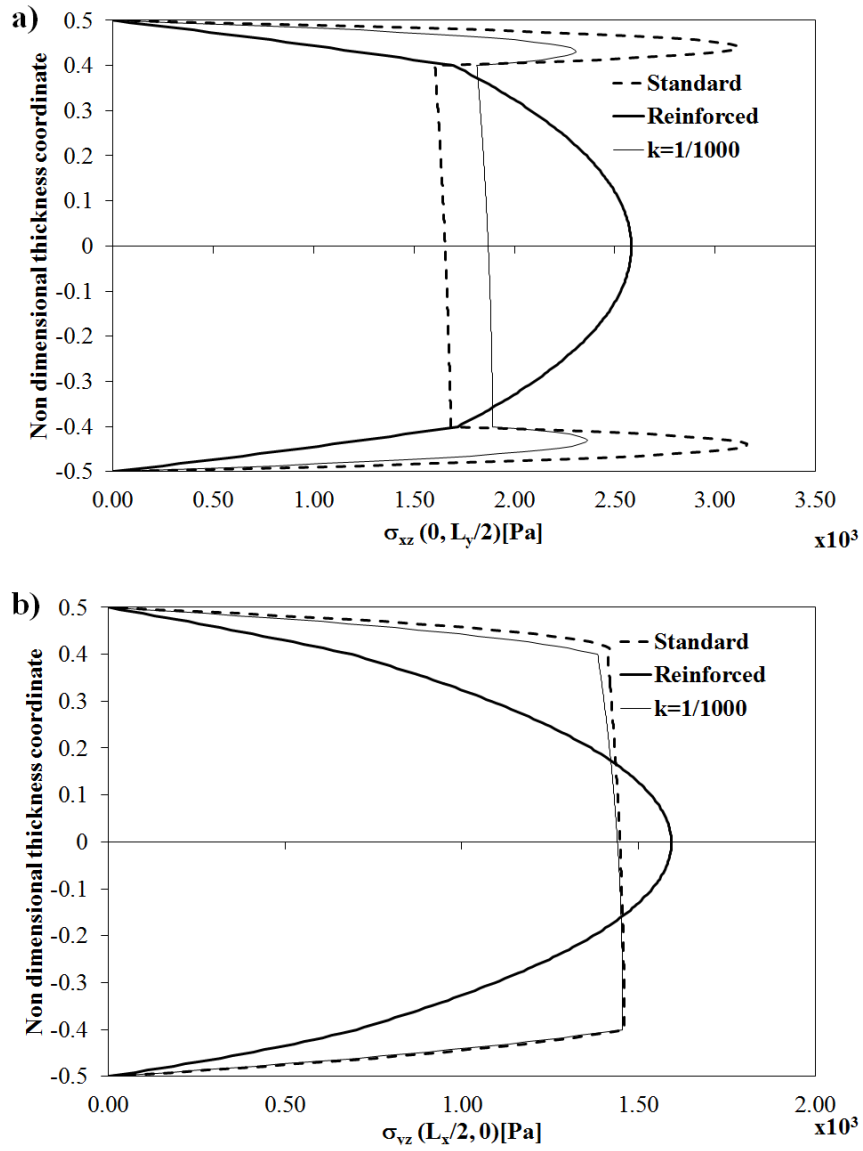 a)
Non dimensional thickness coordinate
0.5
0.4
0.3
0.2
0.1
0
-0.1
-0.2
-0.3
-0.4
-0.5
Standard
Reinforced
k=1/1000
0.00 0.50 1.00 1.50 2.00 2.50 3.00 3.50
σxz (0, Ly/2)[Pa]
x10³
b)
Non dimensional thickness coordinate
0.5
0.4
0.3
0.2
0.1
0
-0.1
-0.2
-0.3
-0.4
-0.5
Standard
Reinforced
k=1/1000
0.00 0.50 1.00 1.50 2.00
σyz (Lx/2, 0)[Pa]
x10³